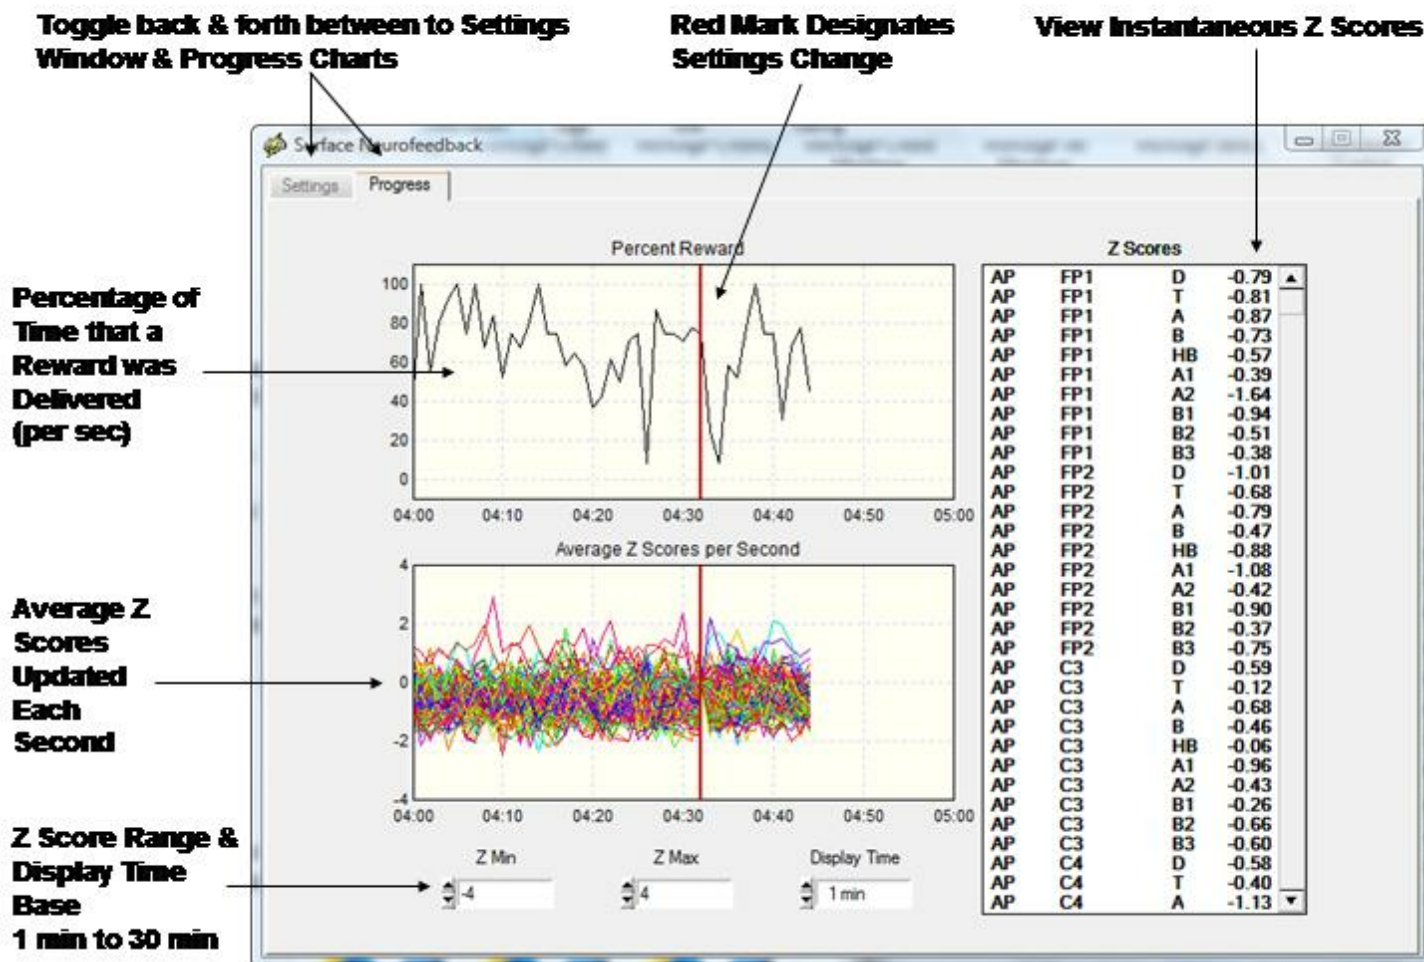 Toggle back & forth between to Settings
Window & Progress Charts
Red Mark Designates
Settings Change
View Instantaneous Z Scores
Surface Neurofeedback
Settings
Progress
Percentage of
Time that a
Reward was
Delivered
(per sec)
Percent Reward
100
80
60
40
20
0
04:00 04:10 04:20 04:30 04:40 04:50 05:00
Average Z
Scores
Updated
Each
Second
Average Z Scores per Second
4
2
0
-2
-4
04:00 04:10 04:20 04:30 04:40 04:50 05:00
Z Score Range &
Display Time
Base
1 min to 30 min
Z Min Z Max Display Time
-4 4 1 min
Z Scores
AP FP1 D -0.79
AP FP1 T -0.81
AP FP1 A -0.87
AP FP1 B -0.73
AP FP1 HB -0.57
AP FP1 A1 -0.39
AP FP1 A2 -1.64
AP FP1 B1 -0.94
AP FP1 B2 -0.51
AP FP1 B3 -0.38
AP FP2 D -1.01
AP FP2 T -0.68
AP FP2 A -0.79
AP FP2 B -0.47
AP FP2 HB -0.88
AP FP2 A1 -1.08
AP FP2 A2 -0.42
AP FP2 B1 -0.90
AP FP2 B2 -0.37
AP FP2 B3 -0.75
AP C3 D -0.59
AP C3 T -0.12
AP C3 A -0.68
AP C3 B -0.46
AP C3 HB -0.06
AP C3 A1 -0.96
AP C3 A2 -0.43
AP C3 B1 -0.26
AP C3 B2 -0.66
AP C3 B3 -0.60
AP C4 D -0.58
AP C4 T -0.40
AP C4 A -1.13